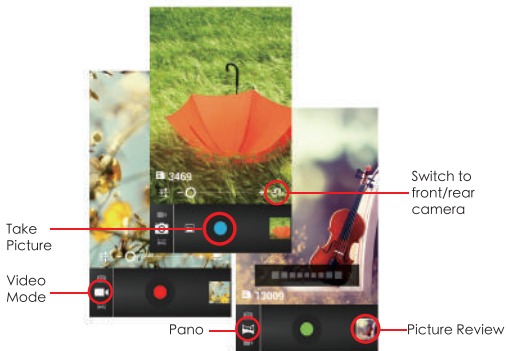 3469
Switch to
front/rear
camera
Take
Picture
Video
Mode
13009
Pano
Picture Review